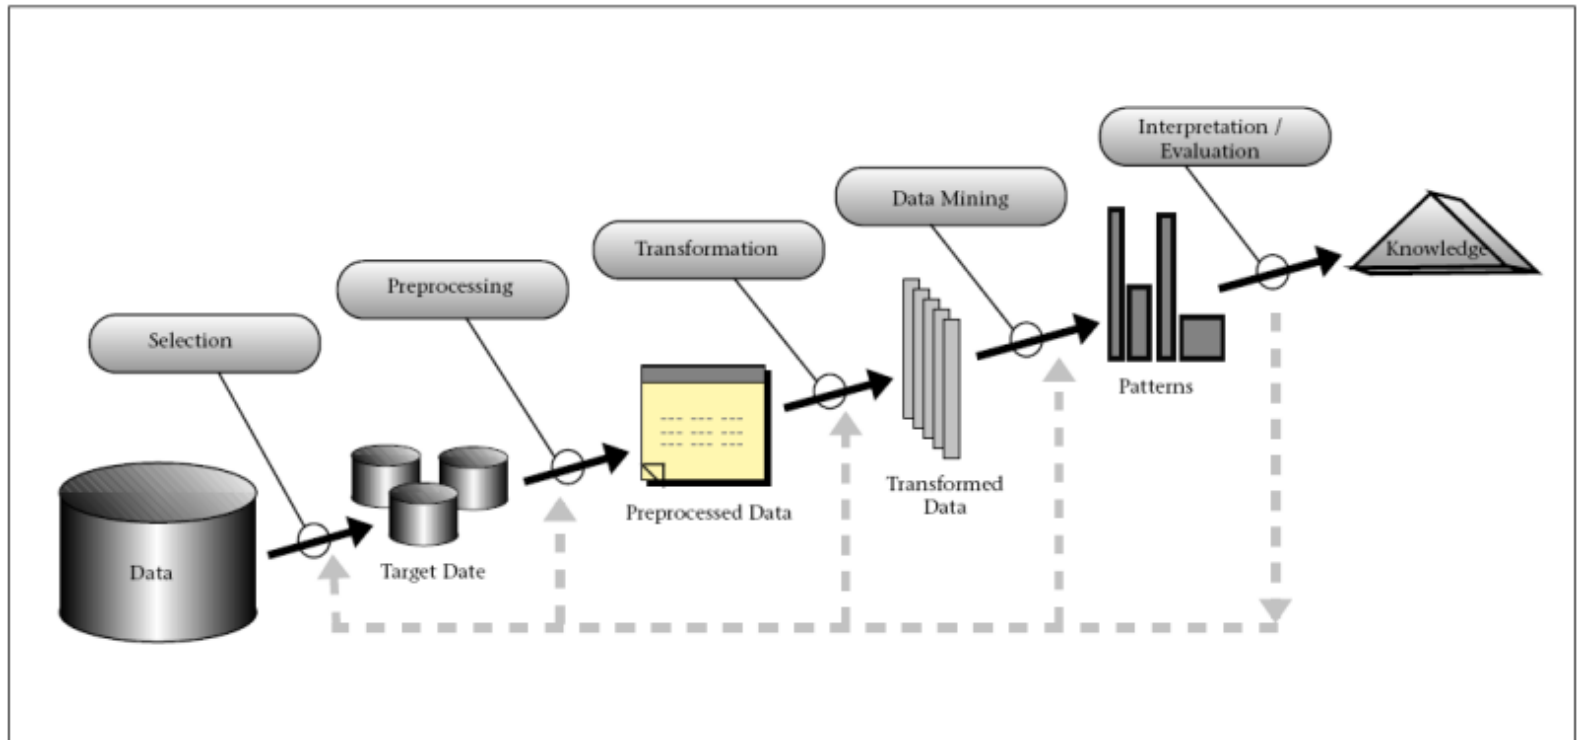 Interpretation /
Evaluation
Data Mining
Transformation
Knowledge
Preprocessing
Selection
Patterns
Transformed
Data
Preprocessed Data
Target Date
Data